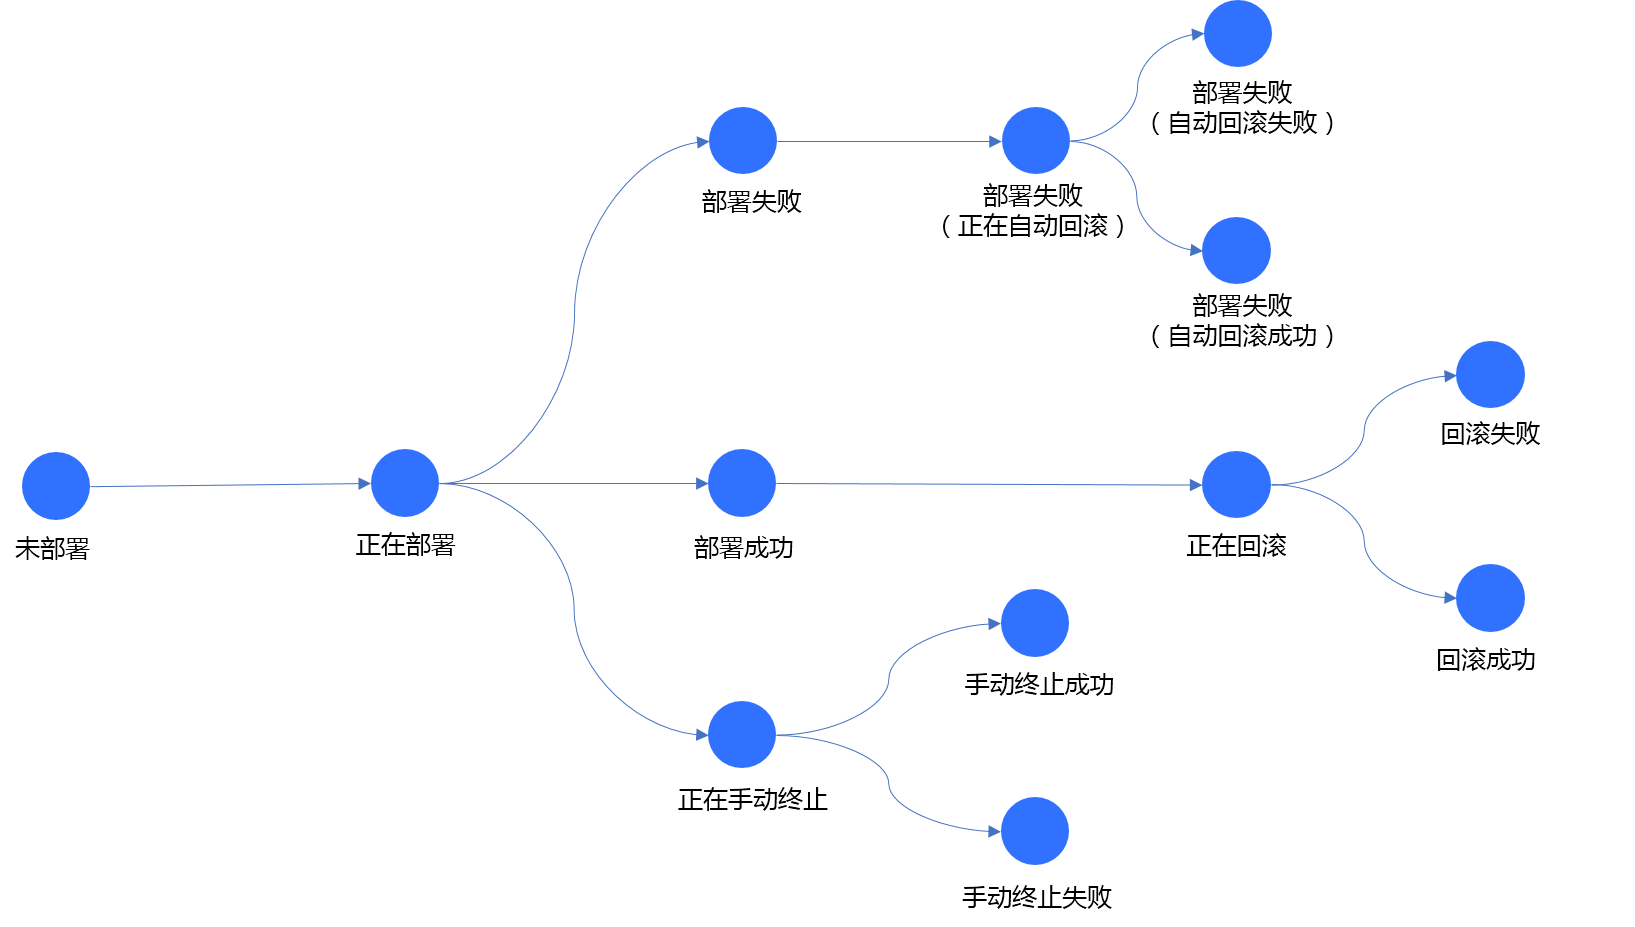 部署失败
（自动回滚失败）
部署失败
部署失败
（正在自动回滚）
部署失败
（自动回滚成功）
回滚失败
未部署
正在部署
部署成功
正在回滚
回滚成功
手动终止成功
正在手动终止
手动终止失败